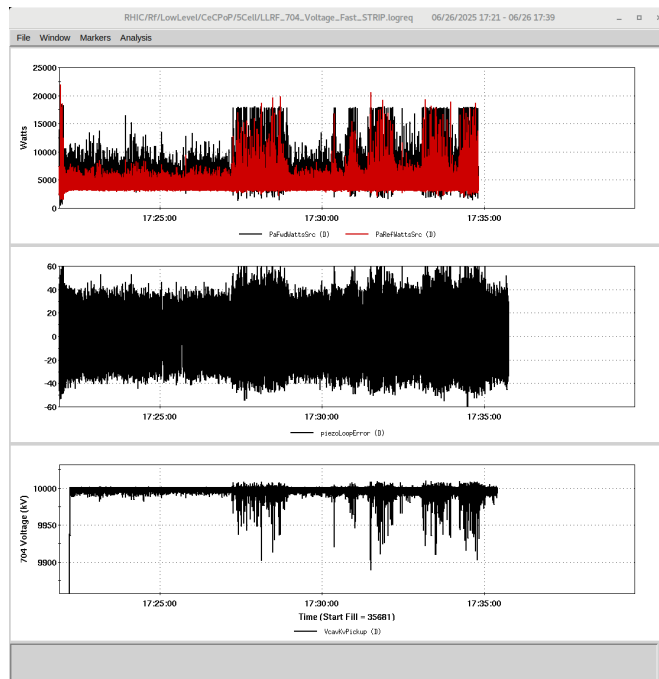 RHIC/Rf/LowLevel/CeCPoP/5Cell/LLRF_704_Voltage_Fast_STRIP.logreq 06/26/2025 17:21 - 06/26 17:39
File Window Markers Analysis
25000
20000
15000
10000
5000
0
Watts
17:25:00 17:30:00 17:35:00
PaFwdWattsSrc (D) PaRefWattsSrc (D)
60
40
20
0
-20
-40
-60
17:25:00 17:30:00 17:35:00
piezoLoopError (D)
10000
9950
9900
704 Voltage (kV)
17:25:00 17:30:00 17:35:00
Time (Start Fill = 35681)
VcavKvPickup (D)